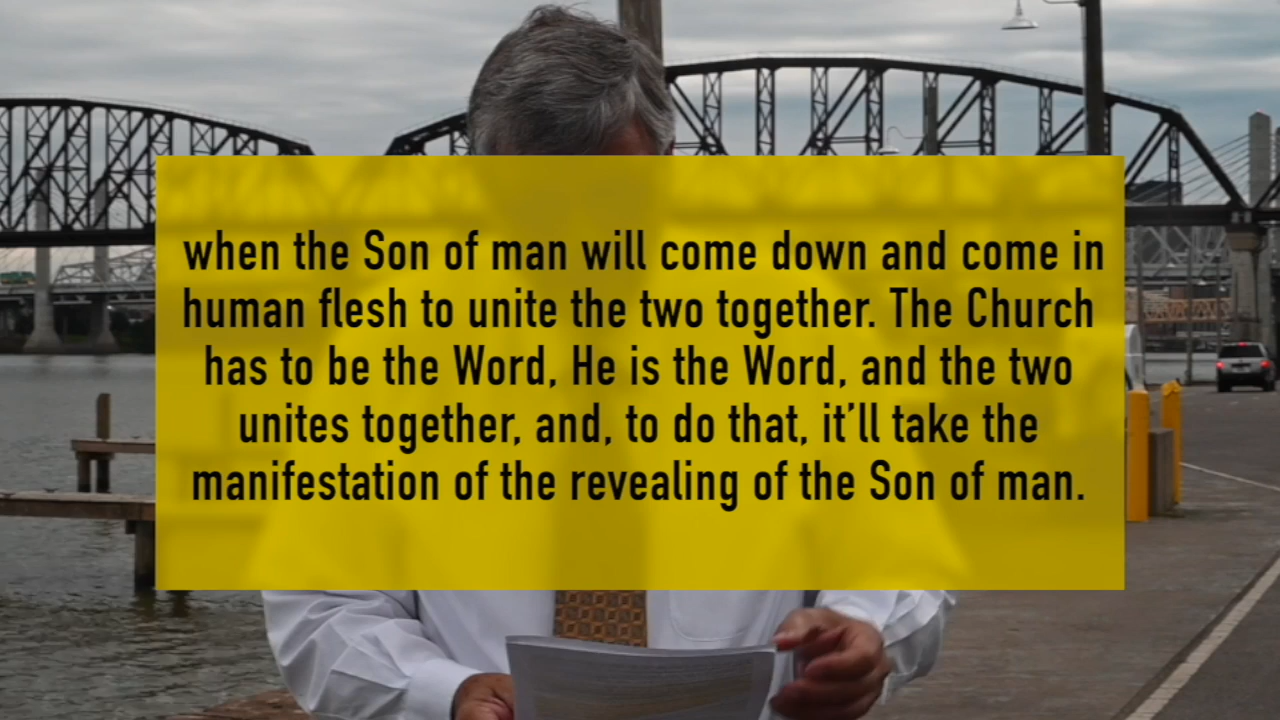 when the Son of man will come down and come in
human flesh to unite the two together. The Church
has to be the Word, He is the Word, and the two
unites together, and, to do that, it’ll take the
manifestation of the revealing of the Son of man.